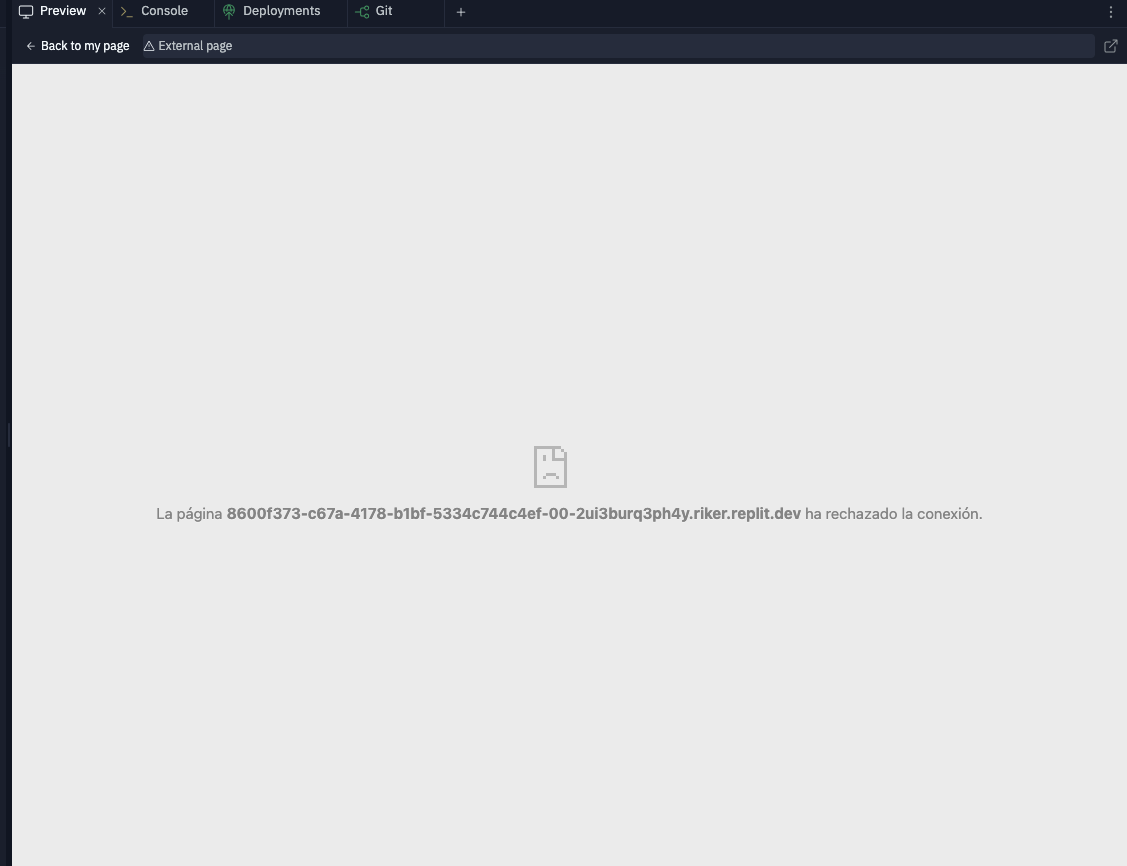 Preview Console Deployments Git
Back to my page External page
La página 8600f373-c67a-4178-b1bf-5334c744c4ef-00-2ui3burq3ph4y.riker.replit.dev ha rechazado la conexión.